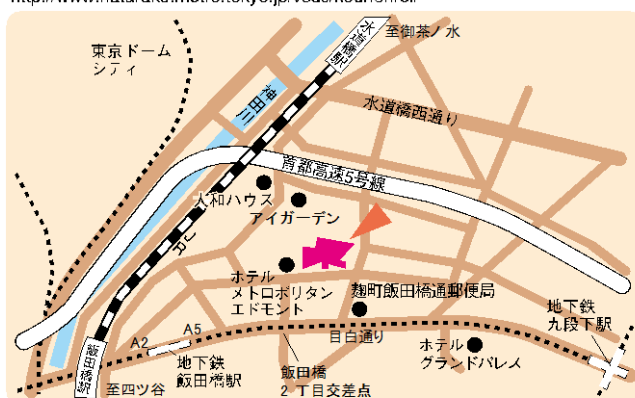 東京ドーム
シティ
水道橋駅
至御茶ノ水
神田川
水道橋西通り
首都高速5号線
大和ハウス
アイガーデン
JR
ホテル
メトロポリタン
エドモント
麹町飯田橋通郵便局
地下鉄
九段下駅
A2
A5
目白通り
地下鉄
飯田橋駅
飯田橋
2丁目交差点
ホテル
グランドパレス
飯田橋駅
至四ツ谷